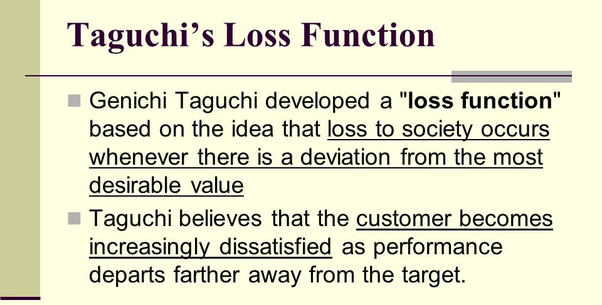 Taguchi's Loss Function
Genichi Taguchi developed a "loss function"
based on the idea that loss to society occurs
whenever there is a deviation from the most
desirable value
Taguchi believes that the customer becomes
increasingly dissatisfied as performance
departs farther away from the target.